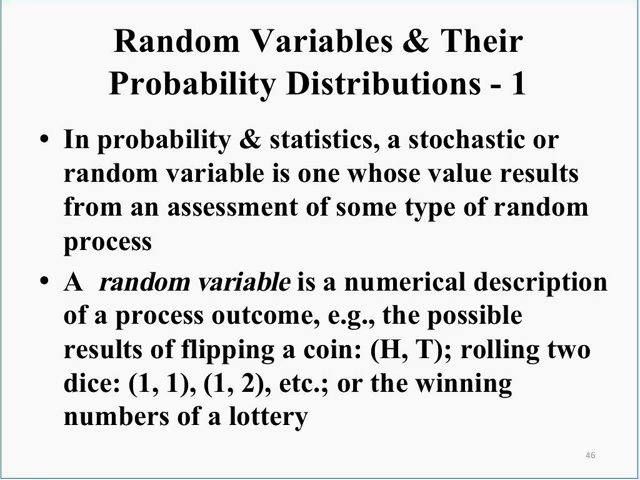 Random Variables & Their
Probability Distributions - 1
• In probability & statistics, a stochastic or
random variable is one whose value results
from an assessment of some type of random
process
• A random variable is a numerical description
of a process outcome, e.g., the possible
results of flipping a coin: (H, T); rolling two
dice: (1, 1), (1, 2), etc.; or the winning
numbers of a lottery
46